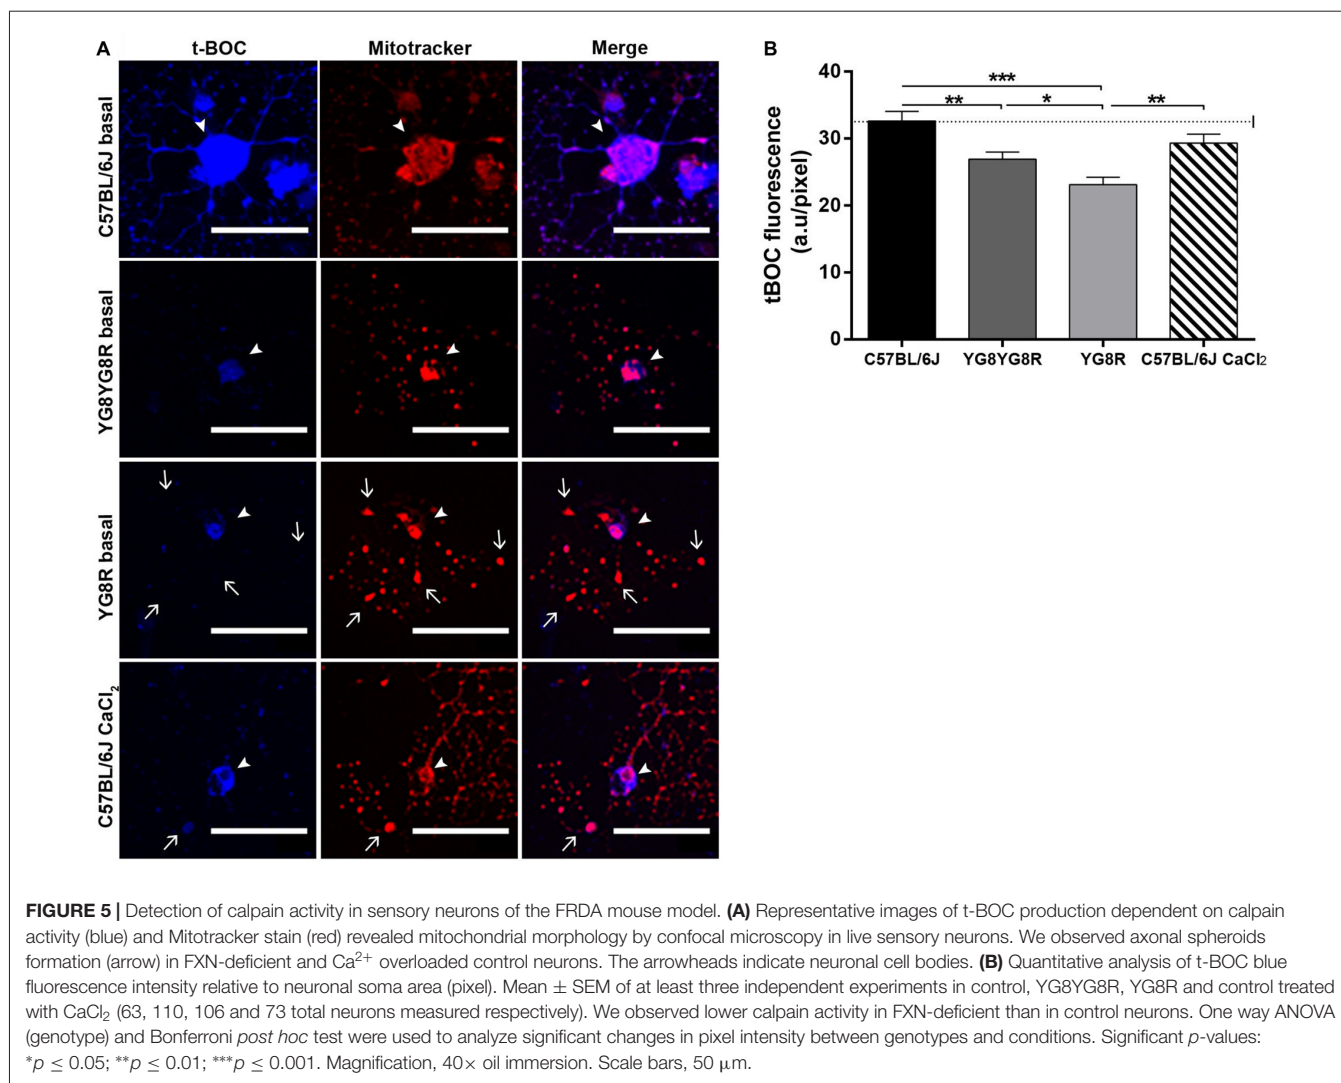 A
t-BOC
Mitotracker
Merge
C57BL/6J basal
YG8YG8R basal
YG8R basal
C57BL/6J CaCl₂
B
tBOC fluorescence
(a.u/pixel)
40
30
20
10
0
***
** * **
C57BL/6J YG8YG8R YG8R C57BL/6J CaCl₂
FIGURE 5 | Detection of calpain activity in sensory neurons of the FRDA mouse model. (A) Representative images of t-BOC production dependent on calpain
activity (blue) and Mitotracker stain (red) revealed mitochondrial morphology by confocal microscopy in live sensory neurons. We observed axonal spheroids
formation (arrow) in FXN-deficient and Ca²⁺ overloaded control neurons. The arrowheads indicate neuronal cell bodies. (B) Quantitative analysis of t-BOC blue
fluorescence intensity relative to neuronal soma area (pixel). Mean ± SEM of at least three independent experiments in control, YG8YG8R, YG8R and control treated
with CaCl₂ (63, 110, 106 and 73 total neurons measured respectively). We observed lower calpain activity in FXN-deficient than in control neurons. One way ANOVA
(genotype) and Bonferroni post hoc test were used to analyze significant changes in pixel intensity between genotypes and conditions. Significant p-values:
*p ≤ 0.05; **p ≤ 0.01; ***p ≤ 0.001. Magnification, 40× oil immersion. Scale bars, 50 μm.